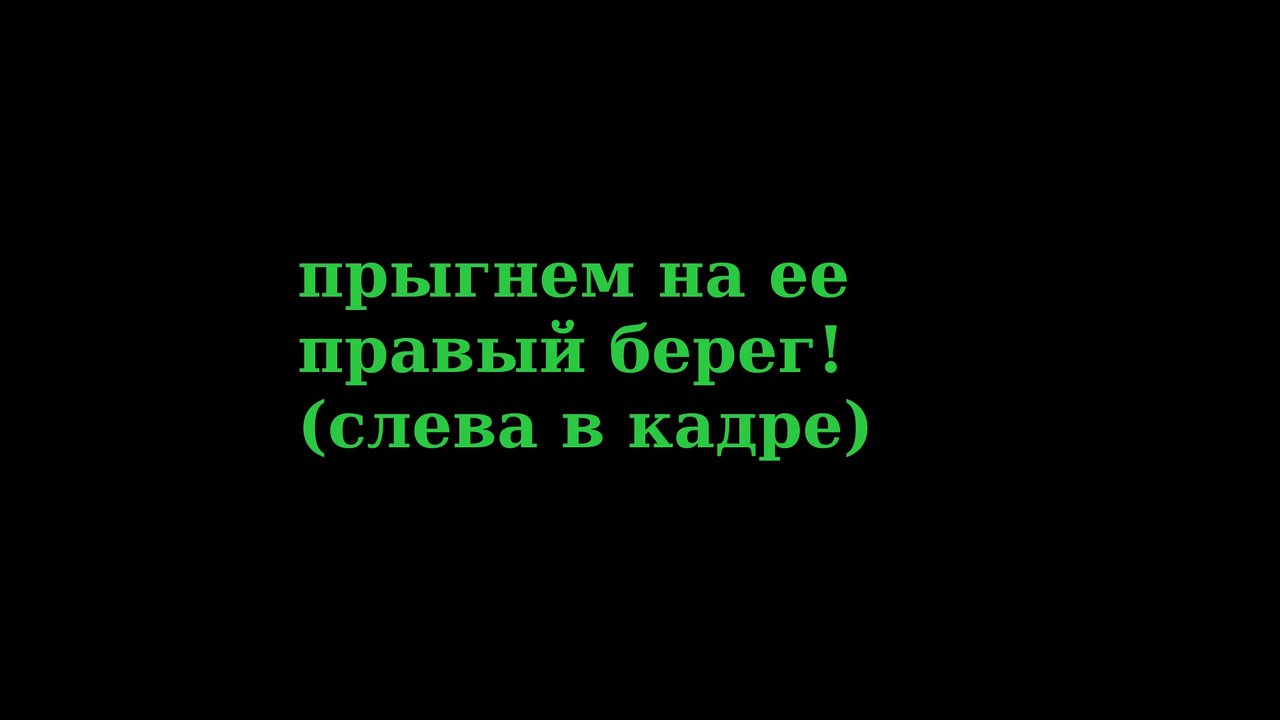 прыгнем на ее
правый берег!
(слева в кадре)